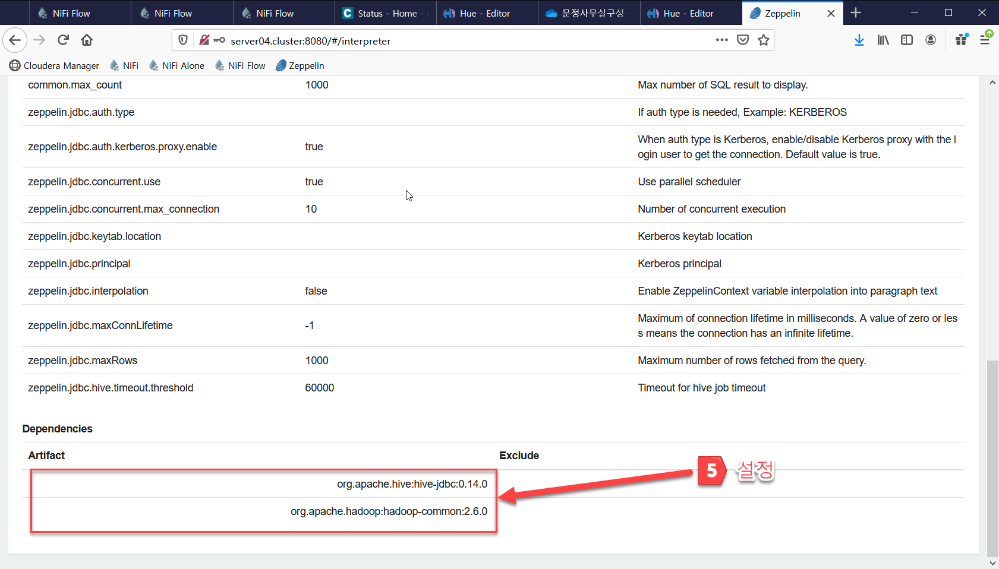 NiFi Flow
NiFi Flow
NiFi Flow
C Status - Home -
Hue - Editor
문정사무실구성 -
Hue - Editor
Zeppelin
server04.cluster:8080/#/interpreter
Cloudera Manager NiFi NiFi Alone NiFi Flow Zeppelin
common.max_count 1000 Max number of SQL result to display.
zeppelin.jdbc.auth.type If auth type is needed, Example: KERBEROS
zeppelin.jdbc.auth.kerberos.proxy.enable true When auth type is Kerberos, enable/disable Kerberos proxy with the l
ogin user to get the connection. Default value is true.
zeppelin.jdbc.concurrent.use true Use parallel scheduler
zeppelin.jdbc.concurrent.max_connection 10 Number of concurrent execution
zeppelin.jdbc.keytab.location Kerberos keytab location
zeppelin.jdbc.principal Kerberos principal
zeppelin.jdbc.interpolation false Enable ZeppelinContext variable interpolation into paragraph text
zeppelin.jdbc.maxConnLifetime -1 Maximum of connection lifetime in milliseconds. A value of zero or les
s means the connection has an infinite lifetime.
zeppelin.jdbc.maxRows 1000 Maximum number of rows fetched from the query.
zeppelin.jdbc.hive.timeout.threshold 60000 Timeout for hive job timeout
Dependencies
Artifact Exclude
org.apache.hive:hive-jdbc:0.14.0
5 설정
org.apache.hadoop:hadoop-common:2.6.0